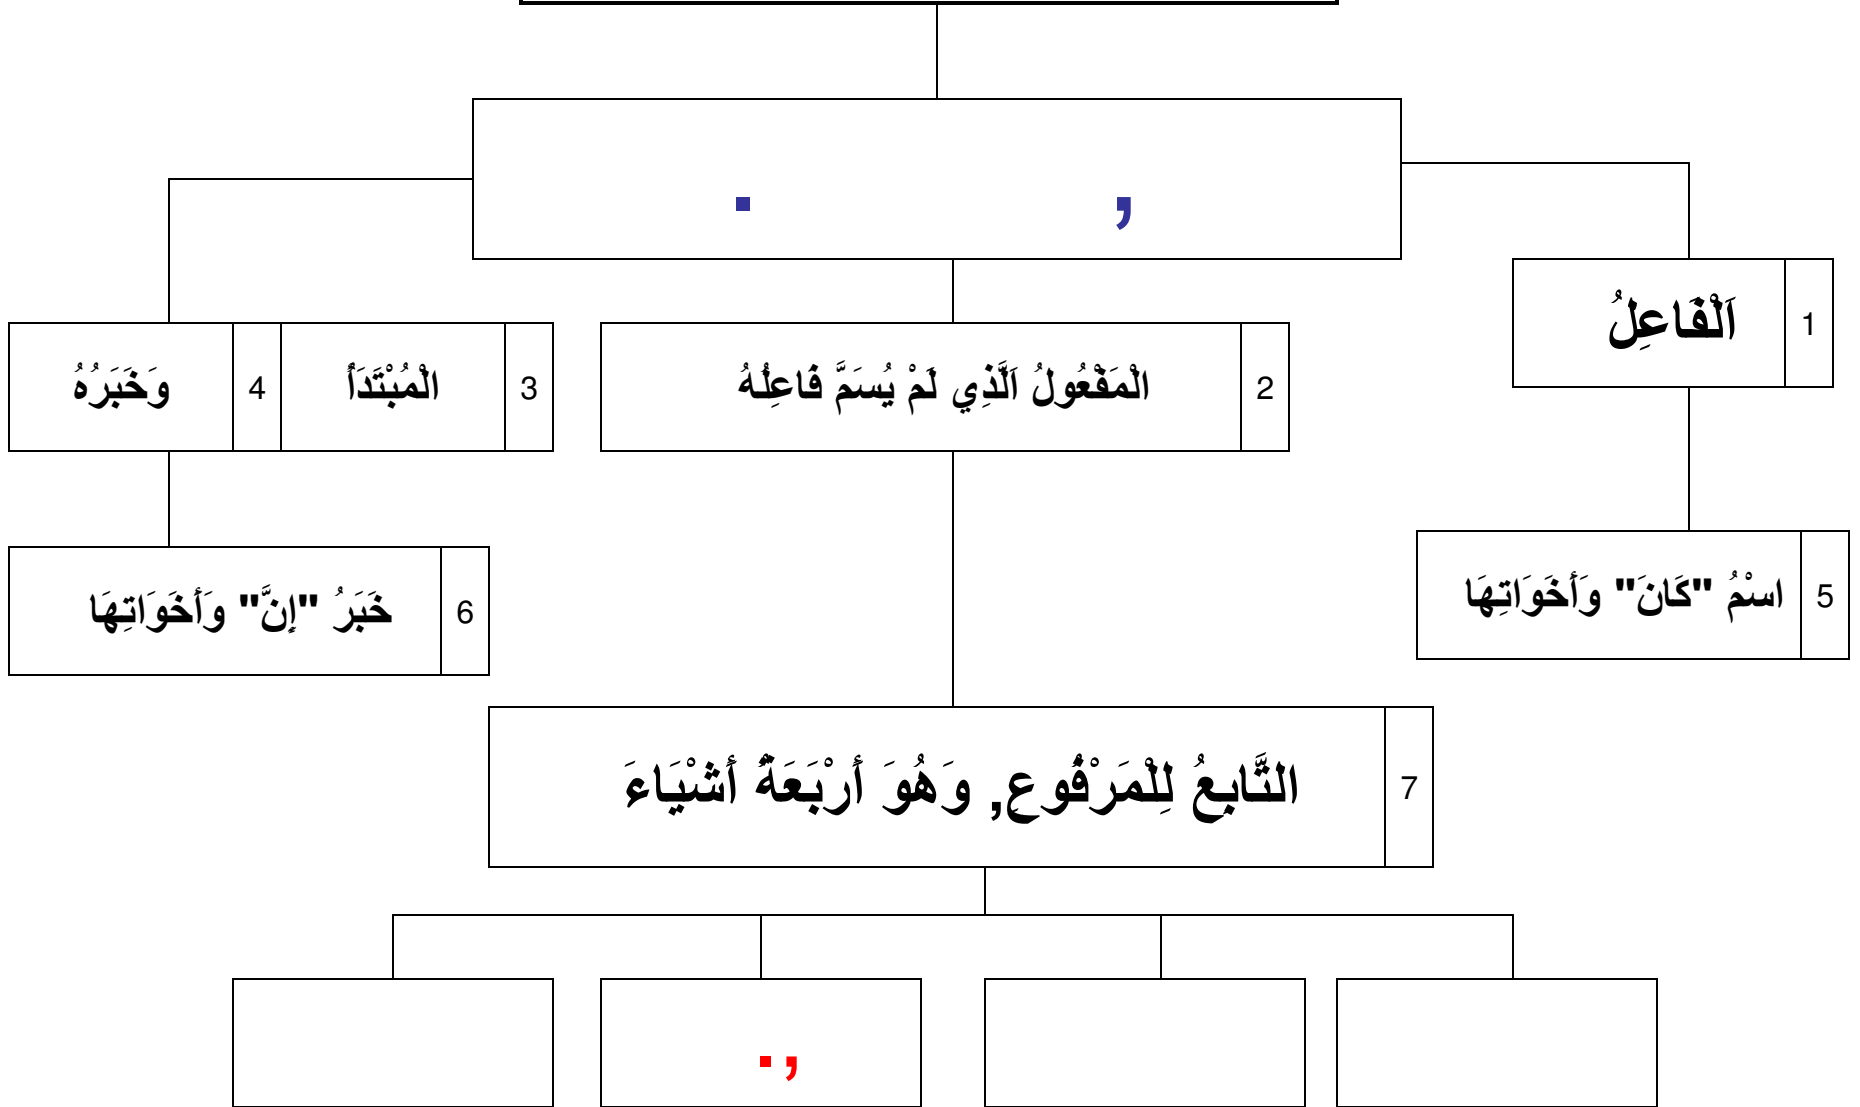 . ,
1 اَلْفَاعِلُ
2 الْمَفْعُولُ اَلَّذِي لَمْ يُسَمَّ فَاعِلُهُ
3 الْمُبْتَدَأُ
4 وَخَبَرُهُ
5 اسْمُ "كَانَ" وَأَخَوَاتِهَا
6 خَبَرُ "إِنَّ" وَأَخَوَاتِهَا
7 التَّابِعُ لِلْمَرْفُوعِ, وَهُوَ أَرْبَعَةُ أَشْيَاءَ
.,